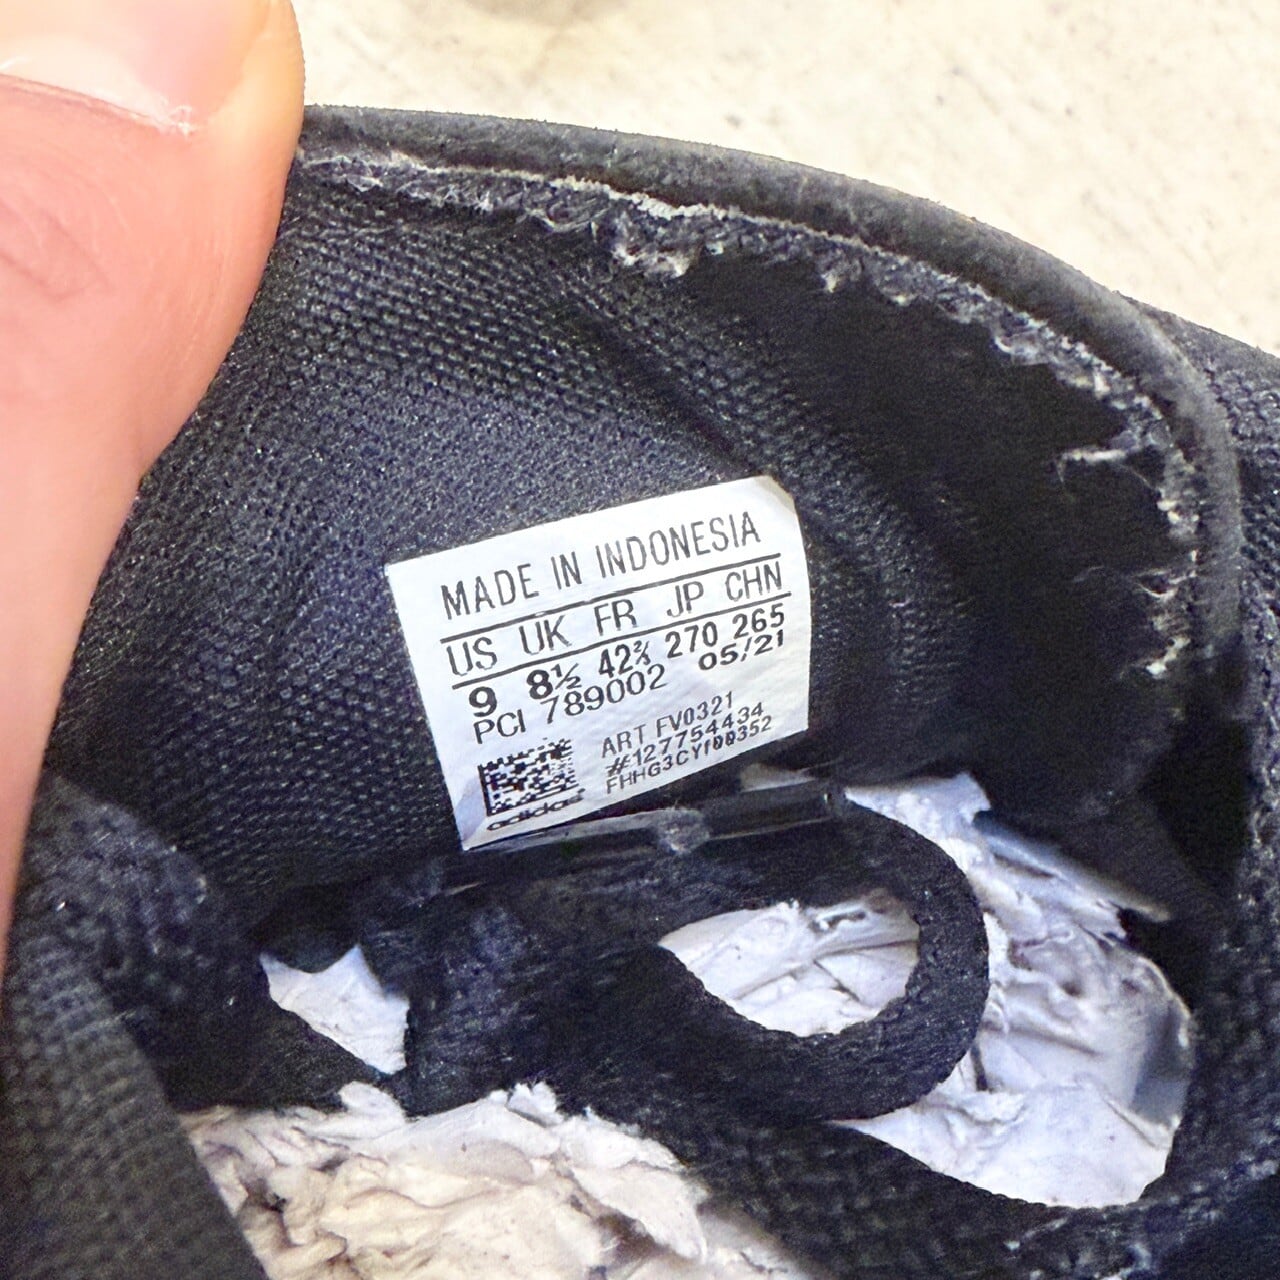 MADE IN INDONESIA
US UK FR JP CHN
9 8½ 42⅔ 270 265
PCI 789002 05/21
ART FV0321
#127754434
adidas